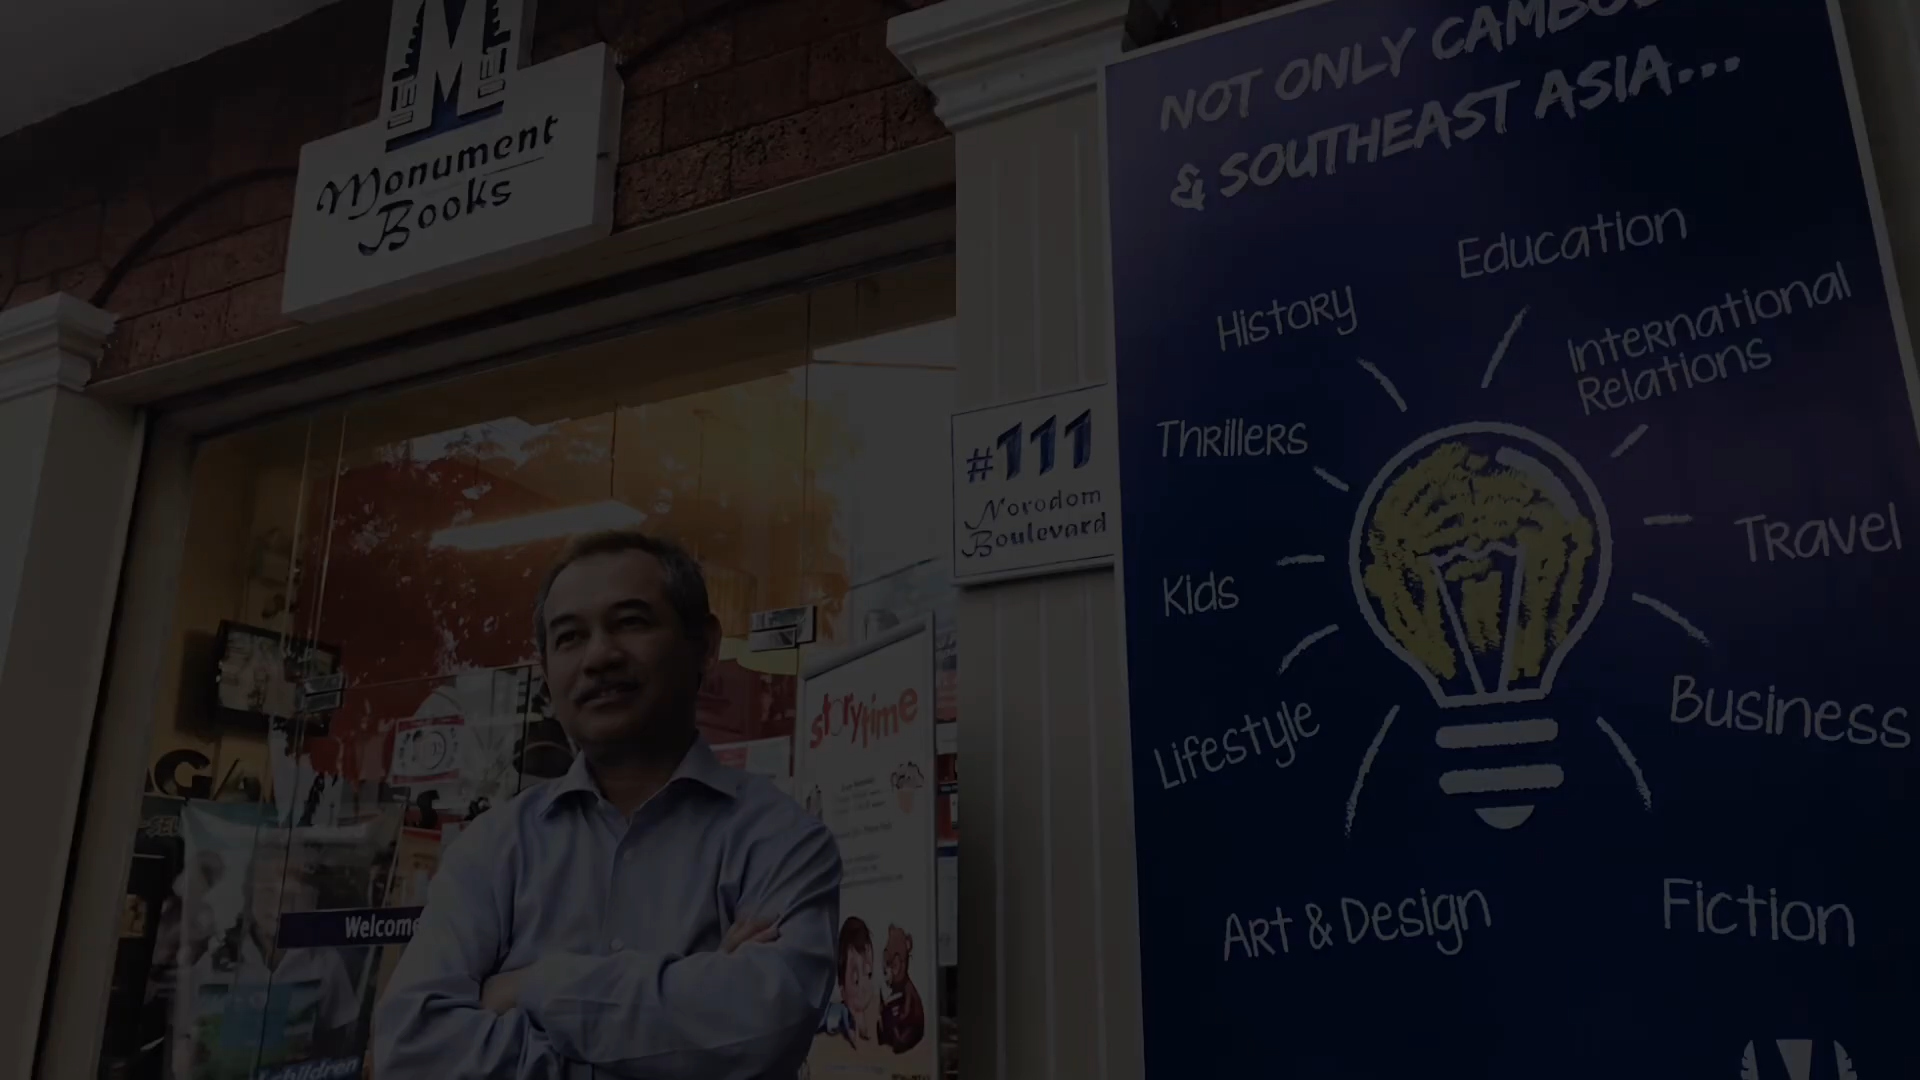 Monument
Books
NOT ONLY
& SOUTHEAST ASIA...
Education
History
International
Relations
Thrillers
#111
Norodom
Boulevard
Travel
Kids
Business
Lifestyle
storytime
Welcome
Art & Design
Fiction
children